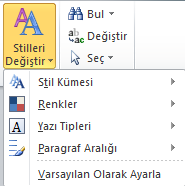 Stilleri
Değiştir
Bul
Değiştir
Seç
Stil Kümesi
Renkler
Yazı Tipleri
Paragraf Aralığı
Varsayılan Olarak Ayarla